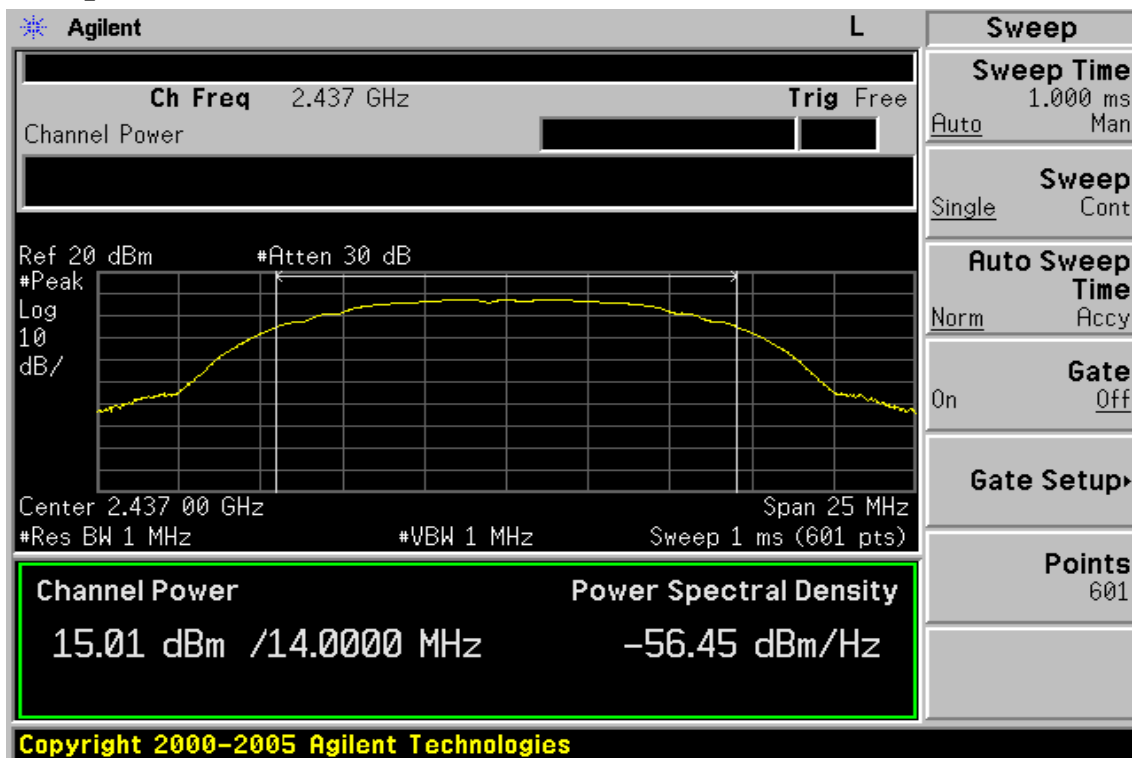 Agilent L
Ch Freq 2.437 GHz Trig Free
Channel Power
Ref 20 dBm #Atten 30 dB
#Peak
Log
10
dB/
Center 2.437 00 GHz Span 25 MHz
#Res BW 1 MHz #VBW 1 MHz Sweep 1 ms (601 pts)
Channel Power Power Spectral Density
15.01 dBm /14.0000 MHz -56.45 dBm/Hz
Copyright 2000-2005 Agilent Technologies
Sweep
Sweep Time
1.000 ms
Auto Man
Sweep
Single Cont
Auto Sweep
Time
Norm Accy
Gate
On Off
Gate Setup
Points
601